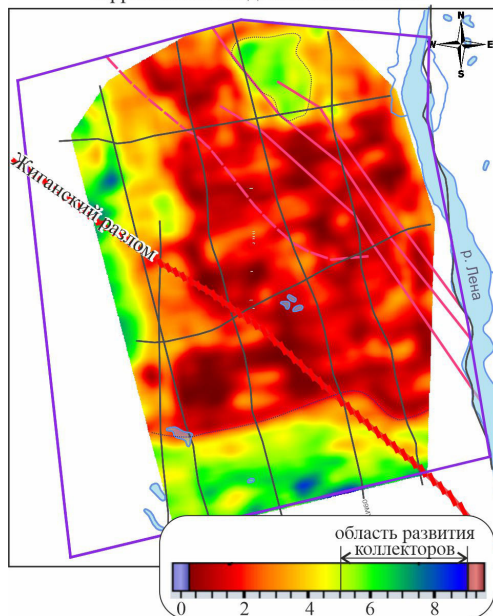 N
W
E
S
Жиганский разлом
р. Лена
область развития
коллекторов
0 2 4 6 8